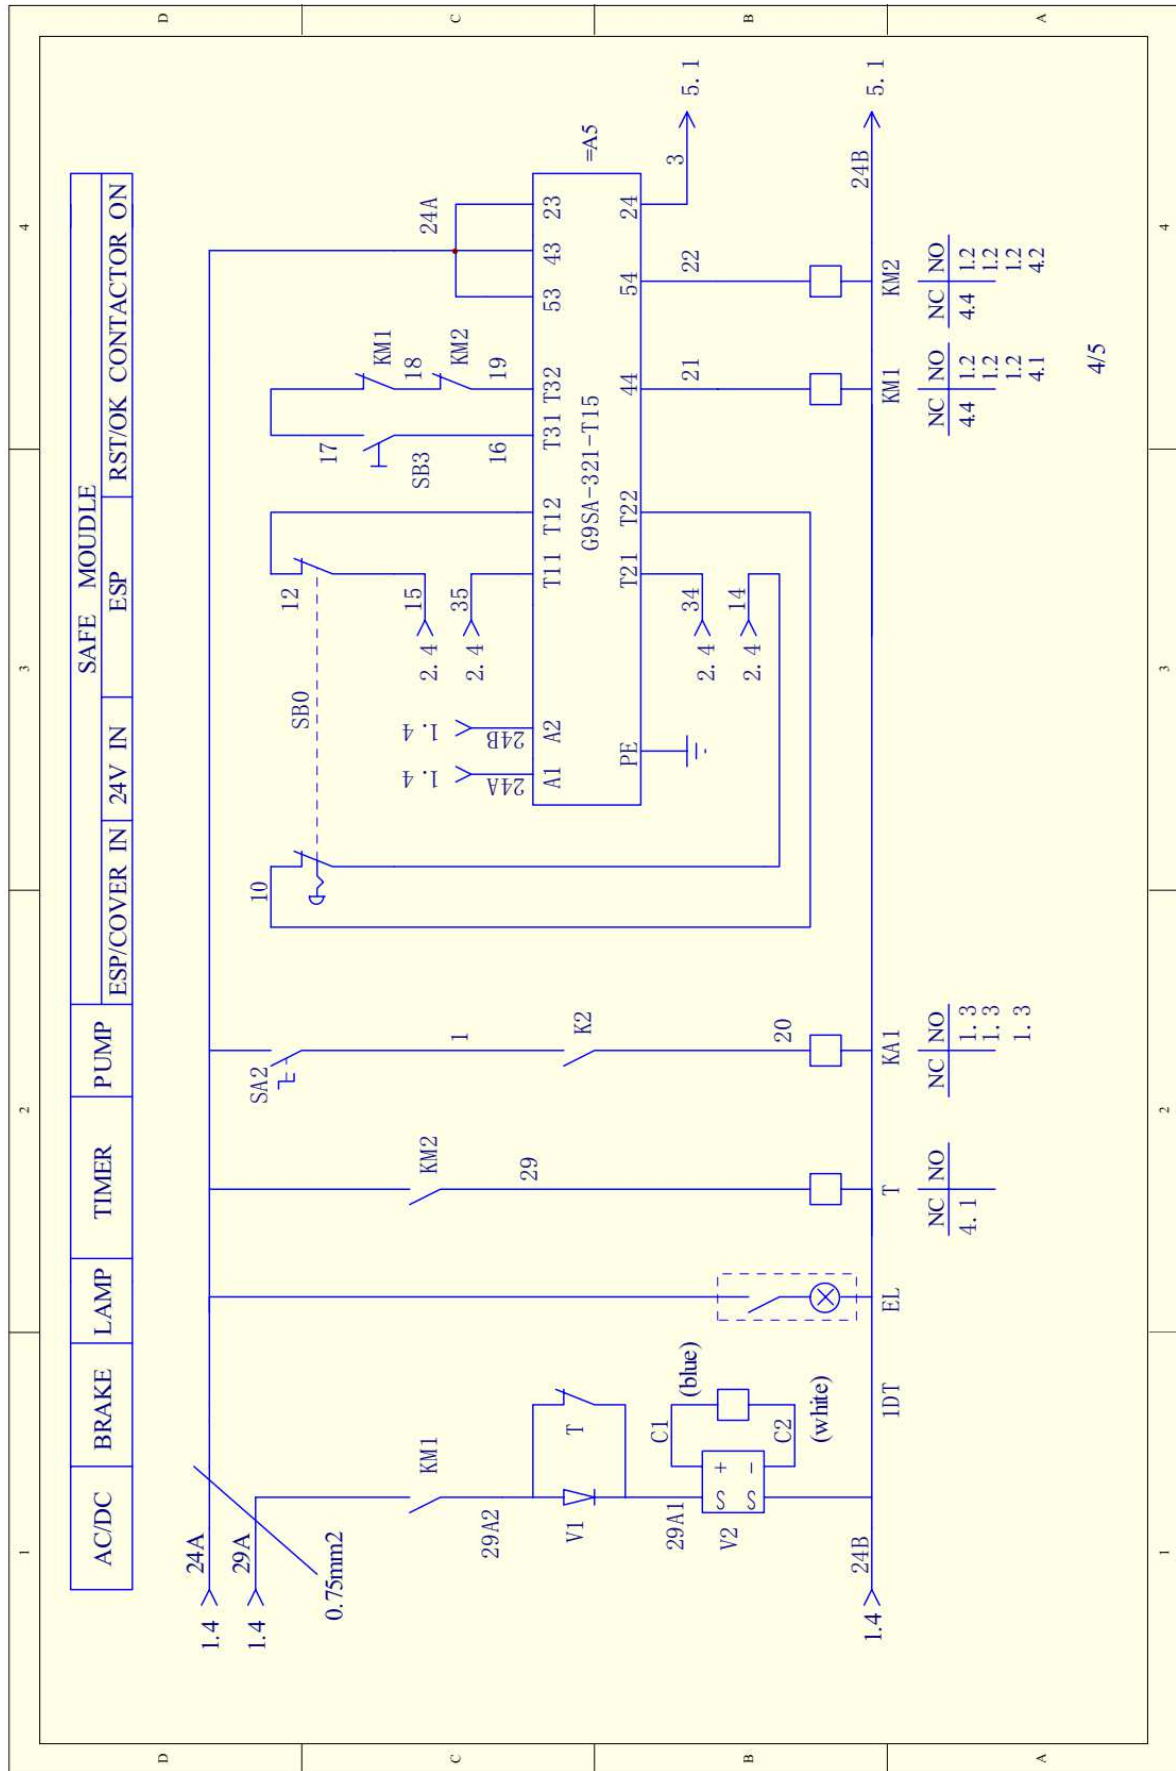 SAFE MOUDLE
AC/DC BRAKE LAMP TIMER PUMP ESP/COVER IN 24V IN ESP RST/OK CONTACTOR ON
1 2 3 4
D
C
B
A
1.4 24A
1.4 29A
0.75mm2
KM1
29A2
V1
T
29A1
V2
S +
S -
C1
(blue)
C2
(white)
1DT
1.4 24B
EL
KM2
29
T
NC NO
4.1
SA2
1
K2
20
KA1
NC NO
1.3
1.3
1.3
10
SB0
12
15
2.4
35
2.4
1.4
24A
1.4
24B
17
SB3
16
KM1
18
KM2
19
24A
A1 A2 T11 T12 T31 T32 53 43 23
G9SA-321-T15
=A5
PE T21 T22 44 54 24
34
2.4
14
2.4
21
22
3
5.1
24B
5.1
KM1
NC NO
4.4 1.2
1.2
1.2
4.1
KM2
NC NO
4.4 1.2
1.2
1.2
4.2
4/5
1 2 3 4
D
C
B
A